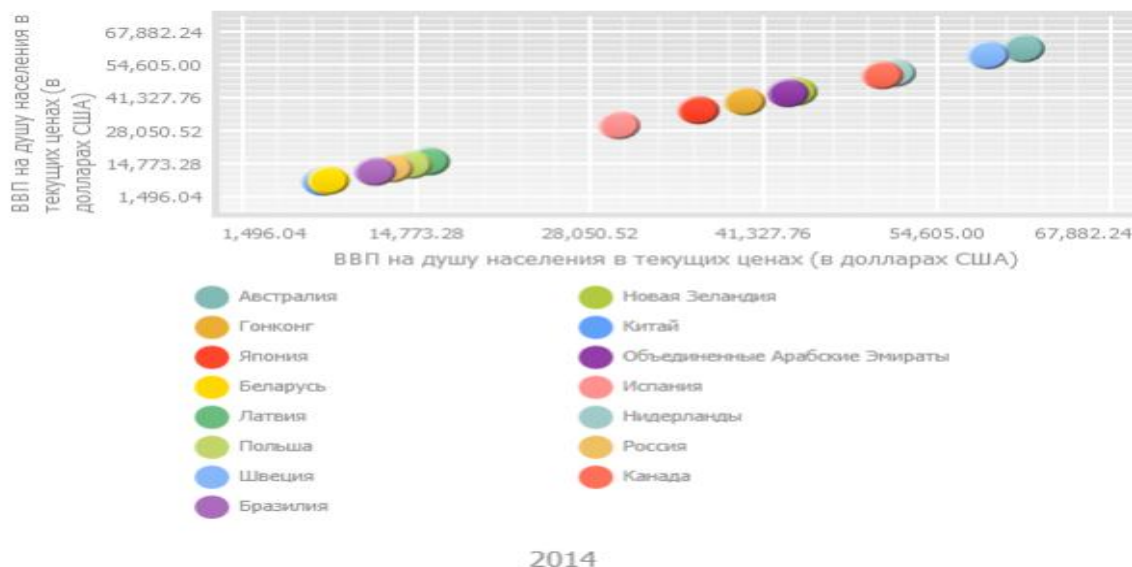 ВВП на душу населения в
текущих ценах (в
долларах США)
67,882.24
54,605.00
41,327.76
28,050.52
14,773.28
1,496.04
1,496.04 14,773.28 28,050.52 41,327.76 54,605.00 67,882.24
ВВП на душу населения в текущих ценах (в долларах США)
Австралия Новая Зеландия
Гонконг Китай
Япония Объединенные Арабские Эмираты
Беларусь Испания
Латвия Нидерланды
Польша Россия
Швеция Канада
Бразилия
2014